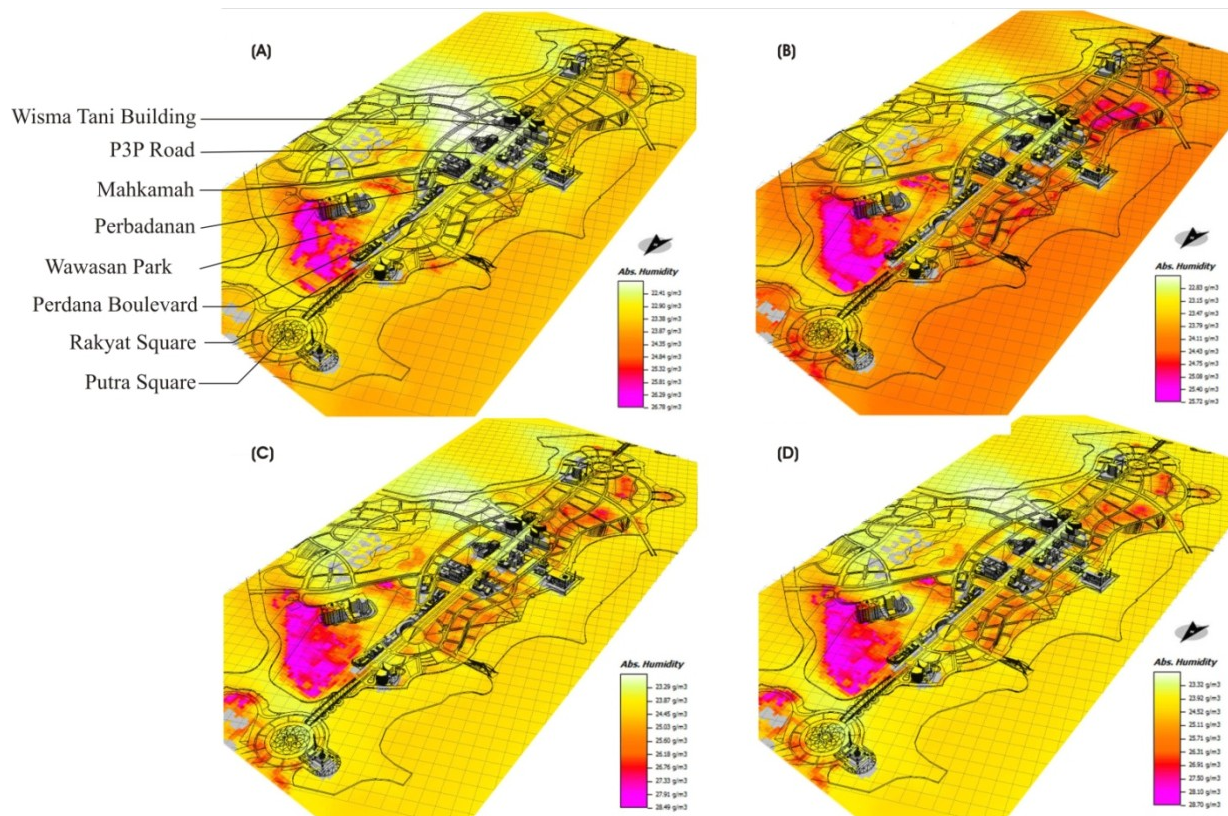 (A)
Wisma Tani Building
P3P Road
Mahkamah
Perbadanan
Wawasan Park
Perdana Boulevard
Rakyat Square
Putra Square
Abs. Humidity
22.41 g/m3
22.90 g/m3
23.38 g/m3
23.87 g/m3
24.35 g/m3
24.84 g/m3
25.32 g/m3
25.81 g/m3
26.29 g/m3
26.78 g/m3
(B)
Abs. Humidity
22.83 g/m3
23.15 g/m3
23.47 g/m3
23.79 g/m3
24.11 g/m3
24.43 g/m3
24.75 g/m3
25.08 g/m3
25.40 g/m3
25.72 g/m3
(C)
Abs. Humidity
23.29 g/m3
23.87 g/m3
24.45 g/m3
25.03 g/m3
25.60 g/m3
26.18 g/m3
26.76 g/m3
27.33 g/m3
27.91 g/m3
28.49 g/m3
(D)
Abs. Humidity
23.32 g/m3
23.92 g/m3
24.52 g/m3
25.11 g/m3
25.71 g/m3
26.31 g/m3
26.91 g/m3
27.50 g/m3
28.10 g/m3
28.70 g/m3